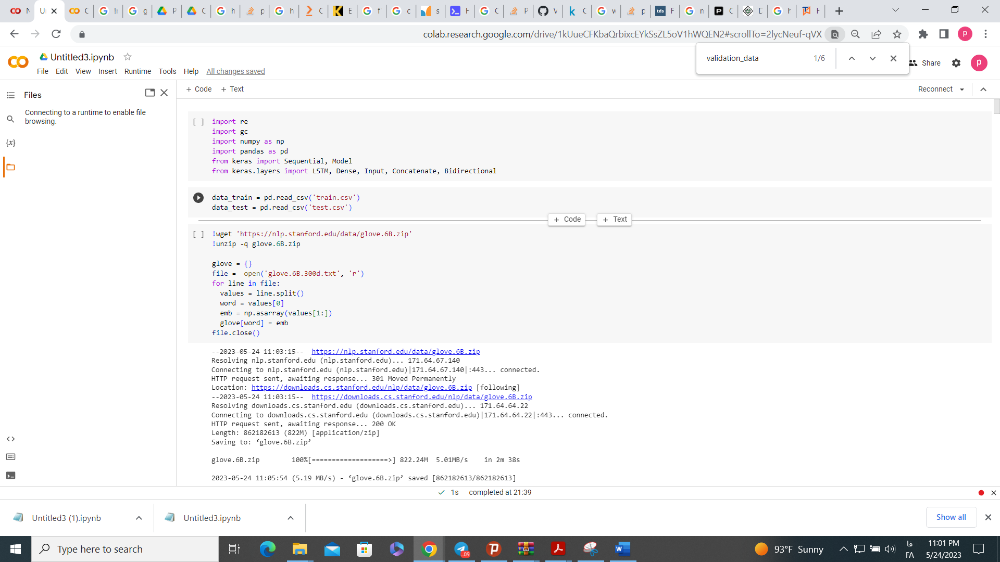 colab.research.google.com/drive/1kUueCFKbaQrbixcEYkSsZL5oV1hWQEN2#scrollTo=2lycNeuf-qVX
validation_data 1/6
Untitled3.ipynb
File Edit View Insert Runtime Tools Help All changes saved
Share
+ Code + Text
Reconnect
Files
Connecting to a runtime to enable file
browsing.
{x}
[ ] import re
import gc
import numpy as np
import pandas as pd
from keras import Sequential, Model
from keras.layers import LSTM, Dense, Input, Concatenate, Bidirectional
data_train = pd.read_csv('train.csv')
data_test = pd.read_csv('test.csv')
+ Code + Text
[ ] !wget 'https://nlp.stanford.edu/data/glove.6B.zip'
!unzip -q glove.6B.zip
glove = {}
file =  open('glove.6B.300d.txt', 'r')
for line in file:
values = line.split()
word = values[0]
emb = np.asarray(values[1:])
glove[word] = emb
file.close()
--2023-05-24 11:03:15--  https://nlp.stanford.edu/data/glove.6B.zip
Resolving nlp.stanford.edu (nlp.stanford.edu)... 171.64.67.140
Connecting to nlp.stanford.edu (nlp.stanford.edu)|171.64.67.140|:443... connected.
HTTP request sent, awaiting response... 301 Moved Permanently
Location: https://downloads.cs.stanford.edu/nlp/data/glove.6B.zip [following]
--2023-05-24 11:03:15--  https://downloads.cs.stanford.edu/nlp/data/glove.6B.zip
Resolving downloads.cs.stanford.edu (downloads.cs.stanford.edu)... 171.64.64.22
Connecting to downloads.cs.stanford.edu (downloads.cs.stanford.edu)|171.64.64.22|:443... connected.
HTTP request sent, awaiting response... 200 OK
Length: 862182613 (822M) [application/zip]
Saving to: ‘glove.6B.zip’
glove.6B.zip        100%[===================>] 822.24M  5.01MB/s    in 2m 38s
2023-05-24 11:05:54 (5.19 MB/s) - ‘glove.6B.zip’ saved [862182613/862182613]
1s completed at 21:39
Untitled3 (1).ipynb
Untitled3.ipynb
Show all
Type here to search
93°F Sunny
فا
FA
11:01 PM
5/24/2023